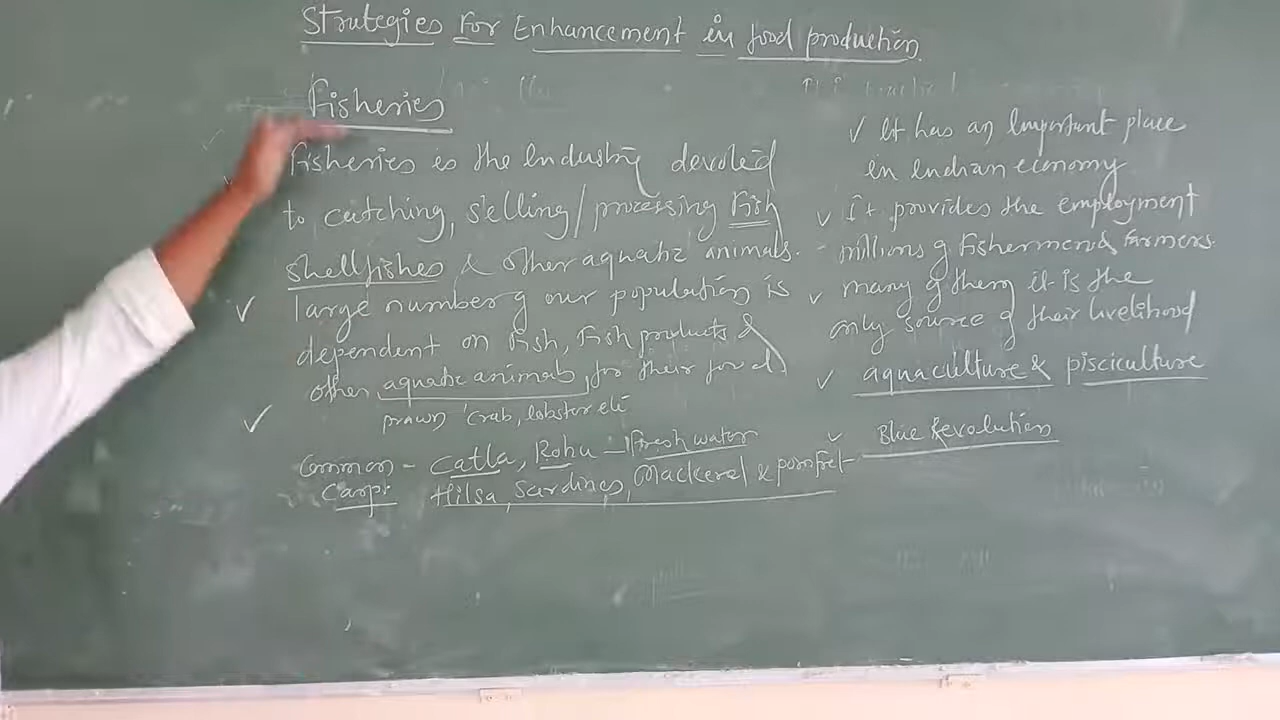 Strategies For Enhancement in food production
Fisheries
Fisheries is the Industry devoted
to catching, selling/processing Fish
shellfishes & other aquatic animals.
large number of our population is
dependent on Fish, Fish products &
other aquatic animals, for their food
prawn crab, lobster etc
Common - Catla, Rohu - Freshwater
Carp: Hilsa, Sardines, Mackerel & pomfret
It has an Important place
in Indian economy
It provides the employment
millions of Fishermen & farmers.
many of them it is the
only source of their livelihood
aquaculture & pisciculture
Blue Revolution